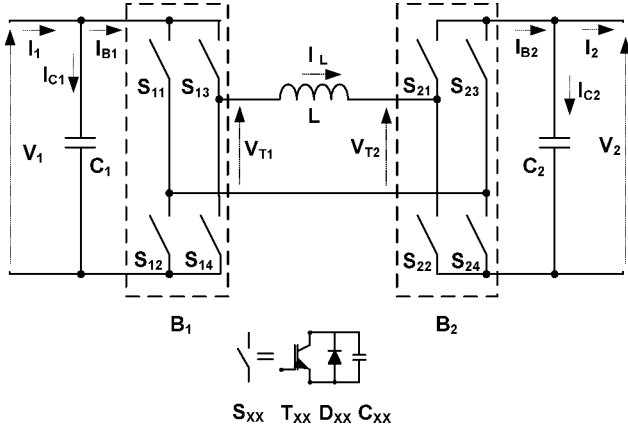 I1 IB1 IL IB2 I2
IC1 S11 S13 L S21 S23 IC2
V1 C1 VT1 VT2 C2 V2
S12 S14 S22 S24
B1 B2
=
SXX TXX DXX CXX